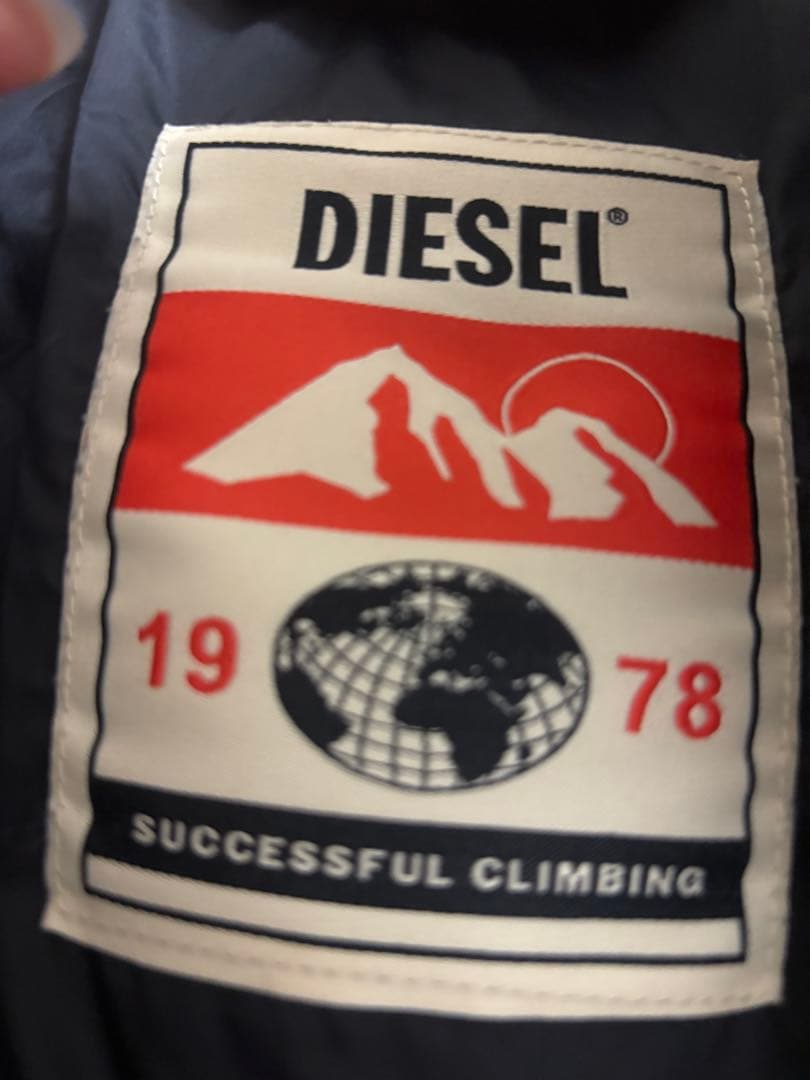 DIESEL®
19 78
SUCCESSFUL CLIMBING